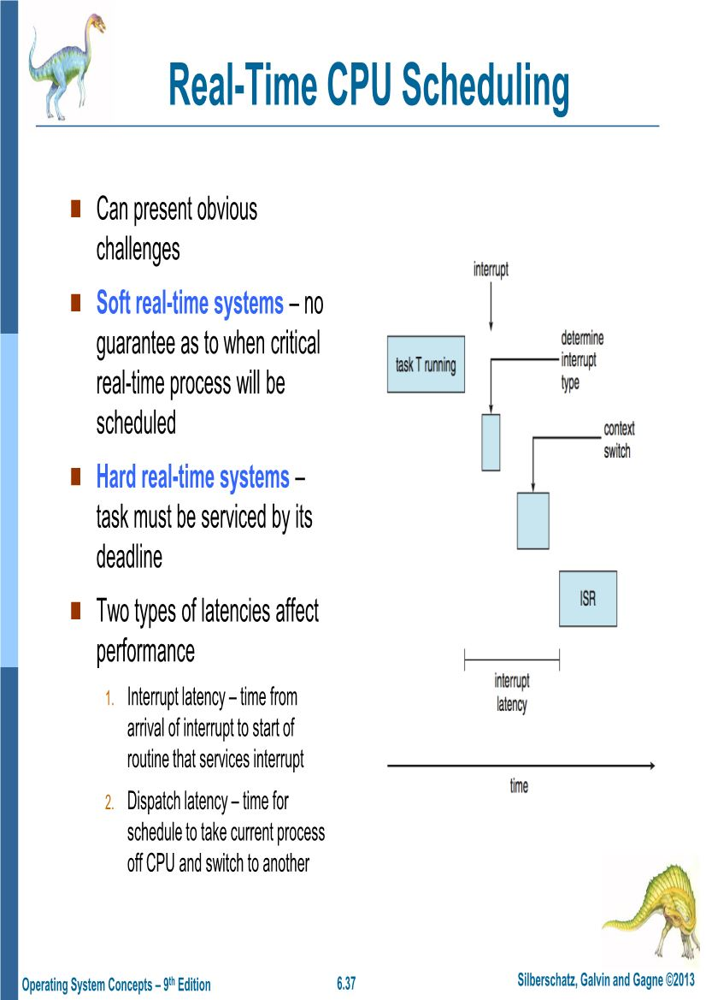 Real-Time CPU Scheduling
■ Can present obvious
challenges
■ Soft real-time systems – no
guarantee as to when critical
real-time process will be
scheduled
■ Hard real-time systems –
task must be serviced by its
deadline
■ Two types of latencies affect
performance
1. Interrupt latency – time from
arrival of interrupt to start of
routine that services interrupt
2. Dispatch latency – time for
schedule to take current process
off CPU and switch to another
interrupt
task T running
determine
interrupt
type
context
switch
ISR
interrupt
latency
time
Operating System Concepts – 9th Edition
6.37
Silberschatz, Galvin and Gagne ©2013